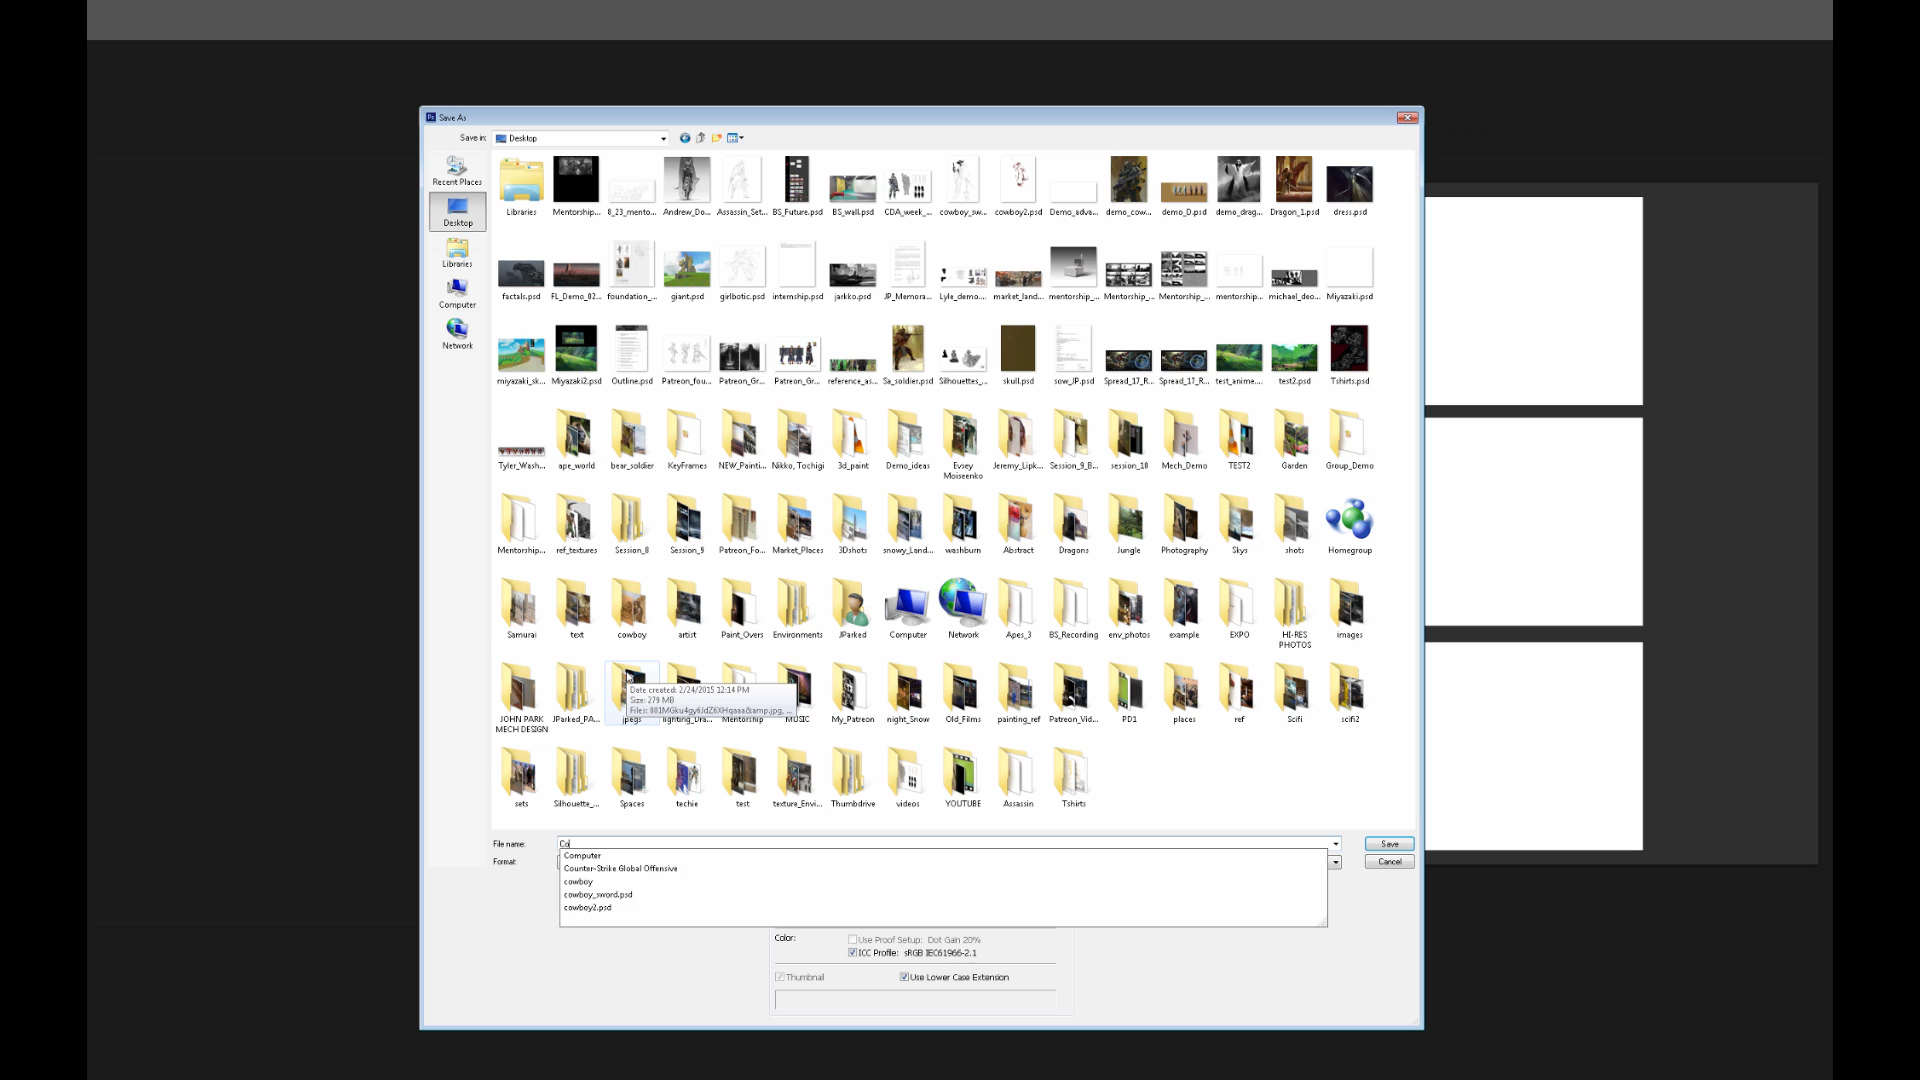 Save As
Save in: Desktop
Recent Places
Desktop
Libraries
Computer
Network
Libraries Mentorship... 8_23_mento... Andrew_Do... Assassin_Set... BS_Future.psd BS_wall.psd CDA_week_... cowboy_sw... cowboy2.psd Demo_adva... demo_cow... demo_D.psd demo_drag... Dragon_1.psd dress.psd
factals.psd FL_Demo_02... foundation_... giant.psd girlbotic.psd internship.psd jarkko.psd JP_Memora... Lyle_demo.... market_land... mentorship_... Mentorship_... Mentorship_... mentorship... michael_deo... Miyazaki.psd
miyazaki_sk... Miyazaki2.psd Outline.psd Patreon_fou... Patreon_Gr... Patreon_Gr... reference_as... Sa_soldier.psd Silhouettes_... skull.psd sow_JP.psd Spread_17_R... Spread_17_R... test_anime.... test2.psd Tshirts.psd
Tyler_Wash... ape_world bear_soldier KeyFrames NEW_Painti... Nikko, Tochigi 3d_paint Demo_ideas Evsey Moiseenko Jeremy_Lipk... Session_9_B... session_10 Mech_Demo TEST2 Garden Group_Demo
Mentorship... ref_textures Session_8 Session_9 Patreon_Fo... Market_Places 3Dshots snowy_Land... washburn Abstract Dragons Jungle Photography Skys shots Homegroup
Samurai text cowboy artist Paint_Overs Environments JParked Computer Network Apes_3 BS_Recording env_photos example EXPO HI-RES PHOTOS images
JOHN PARK MECH DESIGN JParked_PA... jpegs lighting_Dra... Mentorship MUSIC My_Patreon night_Snow Old_Films painting_ref Patreon_Vid... PD1 places ref Scifi scifi2
Date created: 2/24/2015 12:14 PM
Size: 279 MB
sets Silhouette_... Spaces techie test texture_Envi... Thumbdrive videos YOUTUBE Assassin Tshirts
File name: Co Save
Format: Cancel
Computer
Counter-Strike Global Offensive
cowboy
cowboy_sword.psd
cowboy2.psd
Color: Use Proof Setup: Dot Gain 20%
ICC Profile: sRGB IEC61966-2.1
Thumbnail Use Lower Case Extension